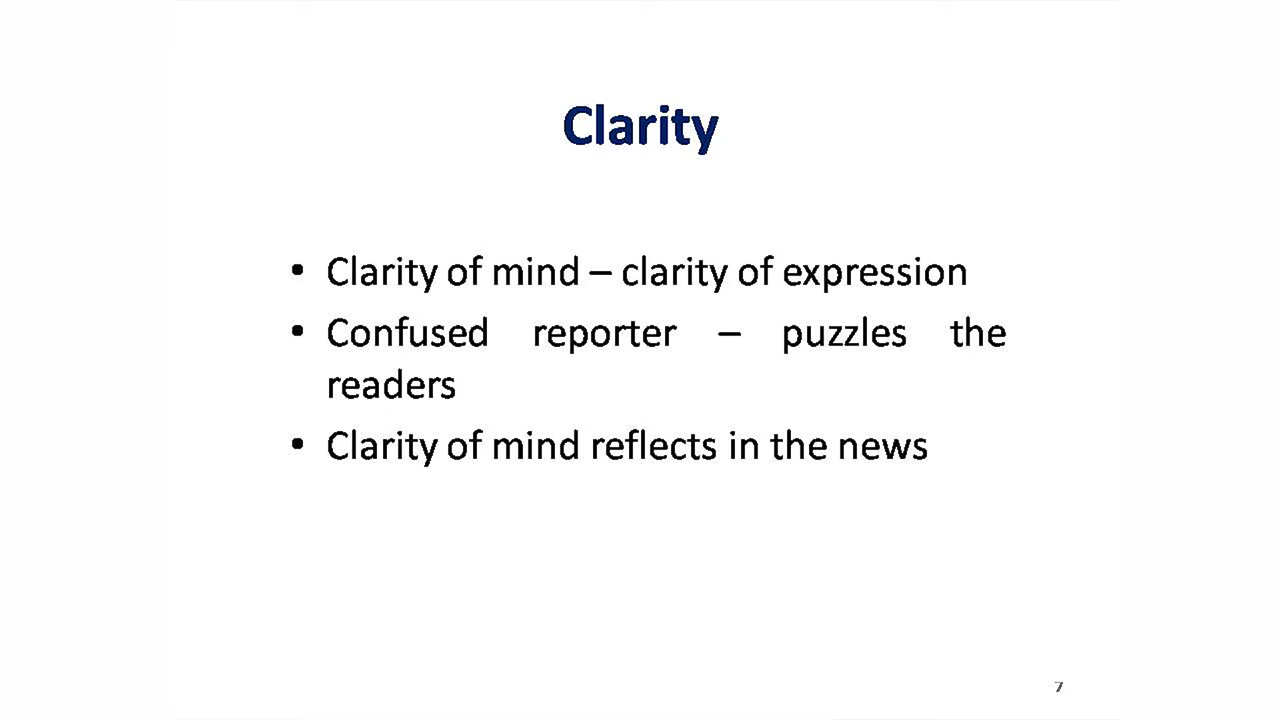 Clarity
• Clarity of mind – clarity of expression
• Confused reporter – puzzles the
readers
• Clarity of mind reflects in the news
7